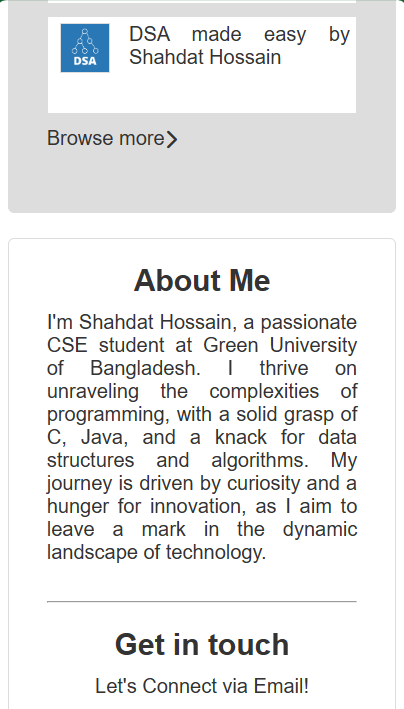 DSA
DSA made easy by
Shahdat Hossain
Browse more
About Me
I'm Shahdat Hossain, a passionate
CSE student at Green University
of Bangladesh. I thrive on
unraveling the complexities of
programming, with a solid grasp of
C, Java, and a knack for data
structures and algorithms. My
journey is driven by curiosity and a
hunger for innovation, as I aim to
leave a mark in the dynamic
landscape of technology.
Get in touch
Let's Connect via Email!